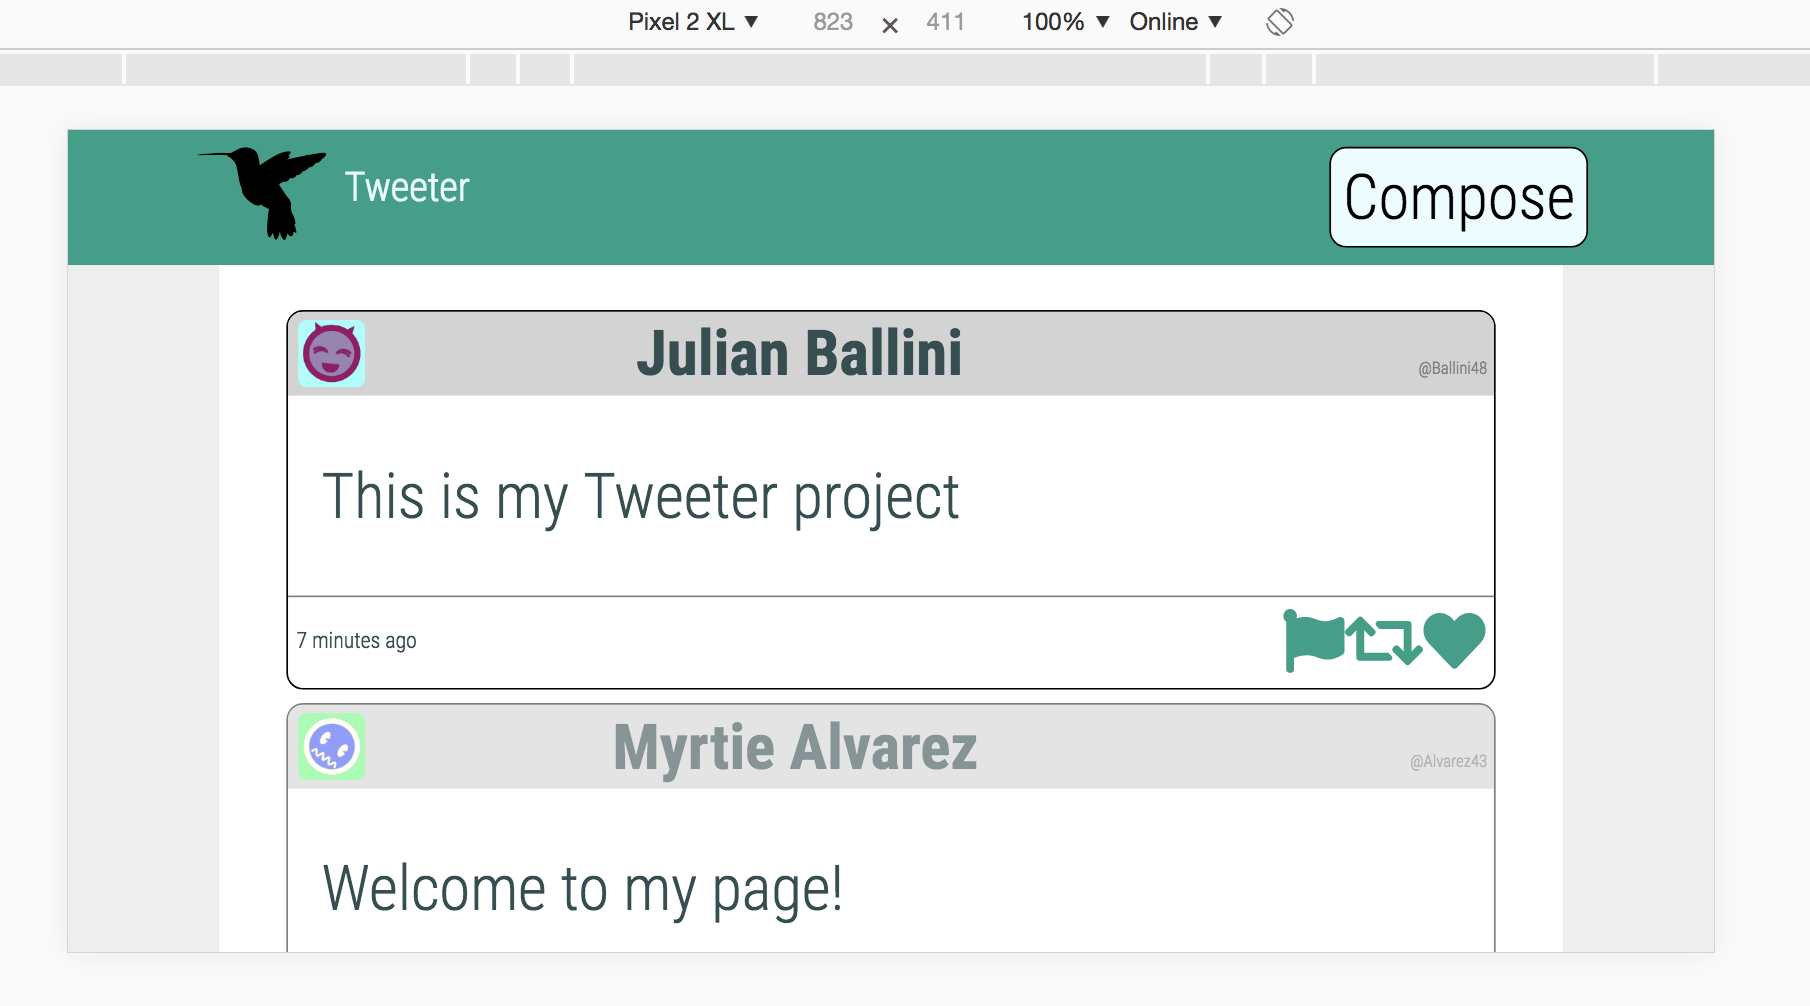 Pixel 2 XL ▼ 823 × 411 100% ▼ Online ▼
Tweeter
Compose
Julian Ballini
@Ballini48
This is my Tweeter project
7 minutes ago
Myrtie Alvarez
@Alvarez43
Welcome to my page!